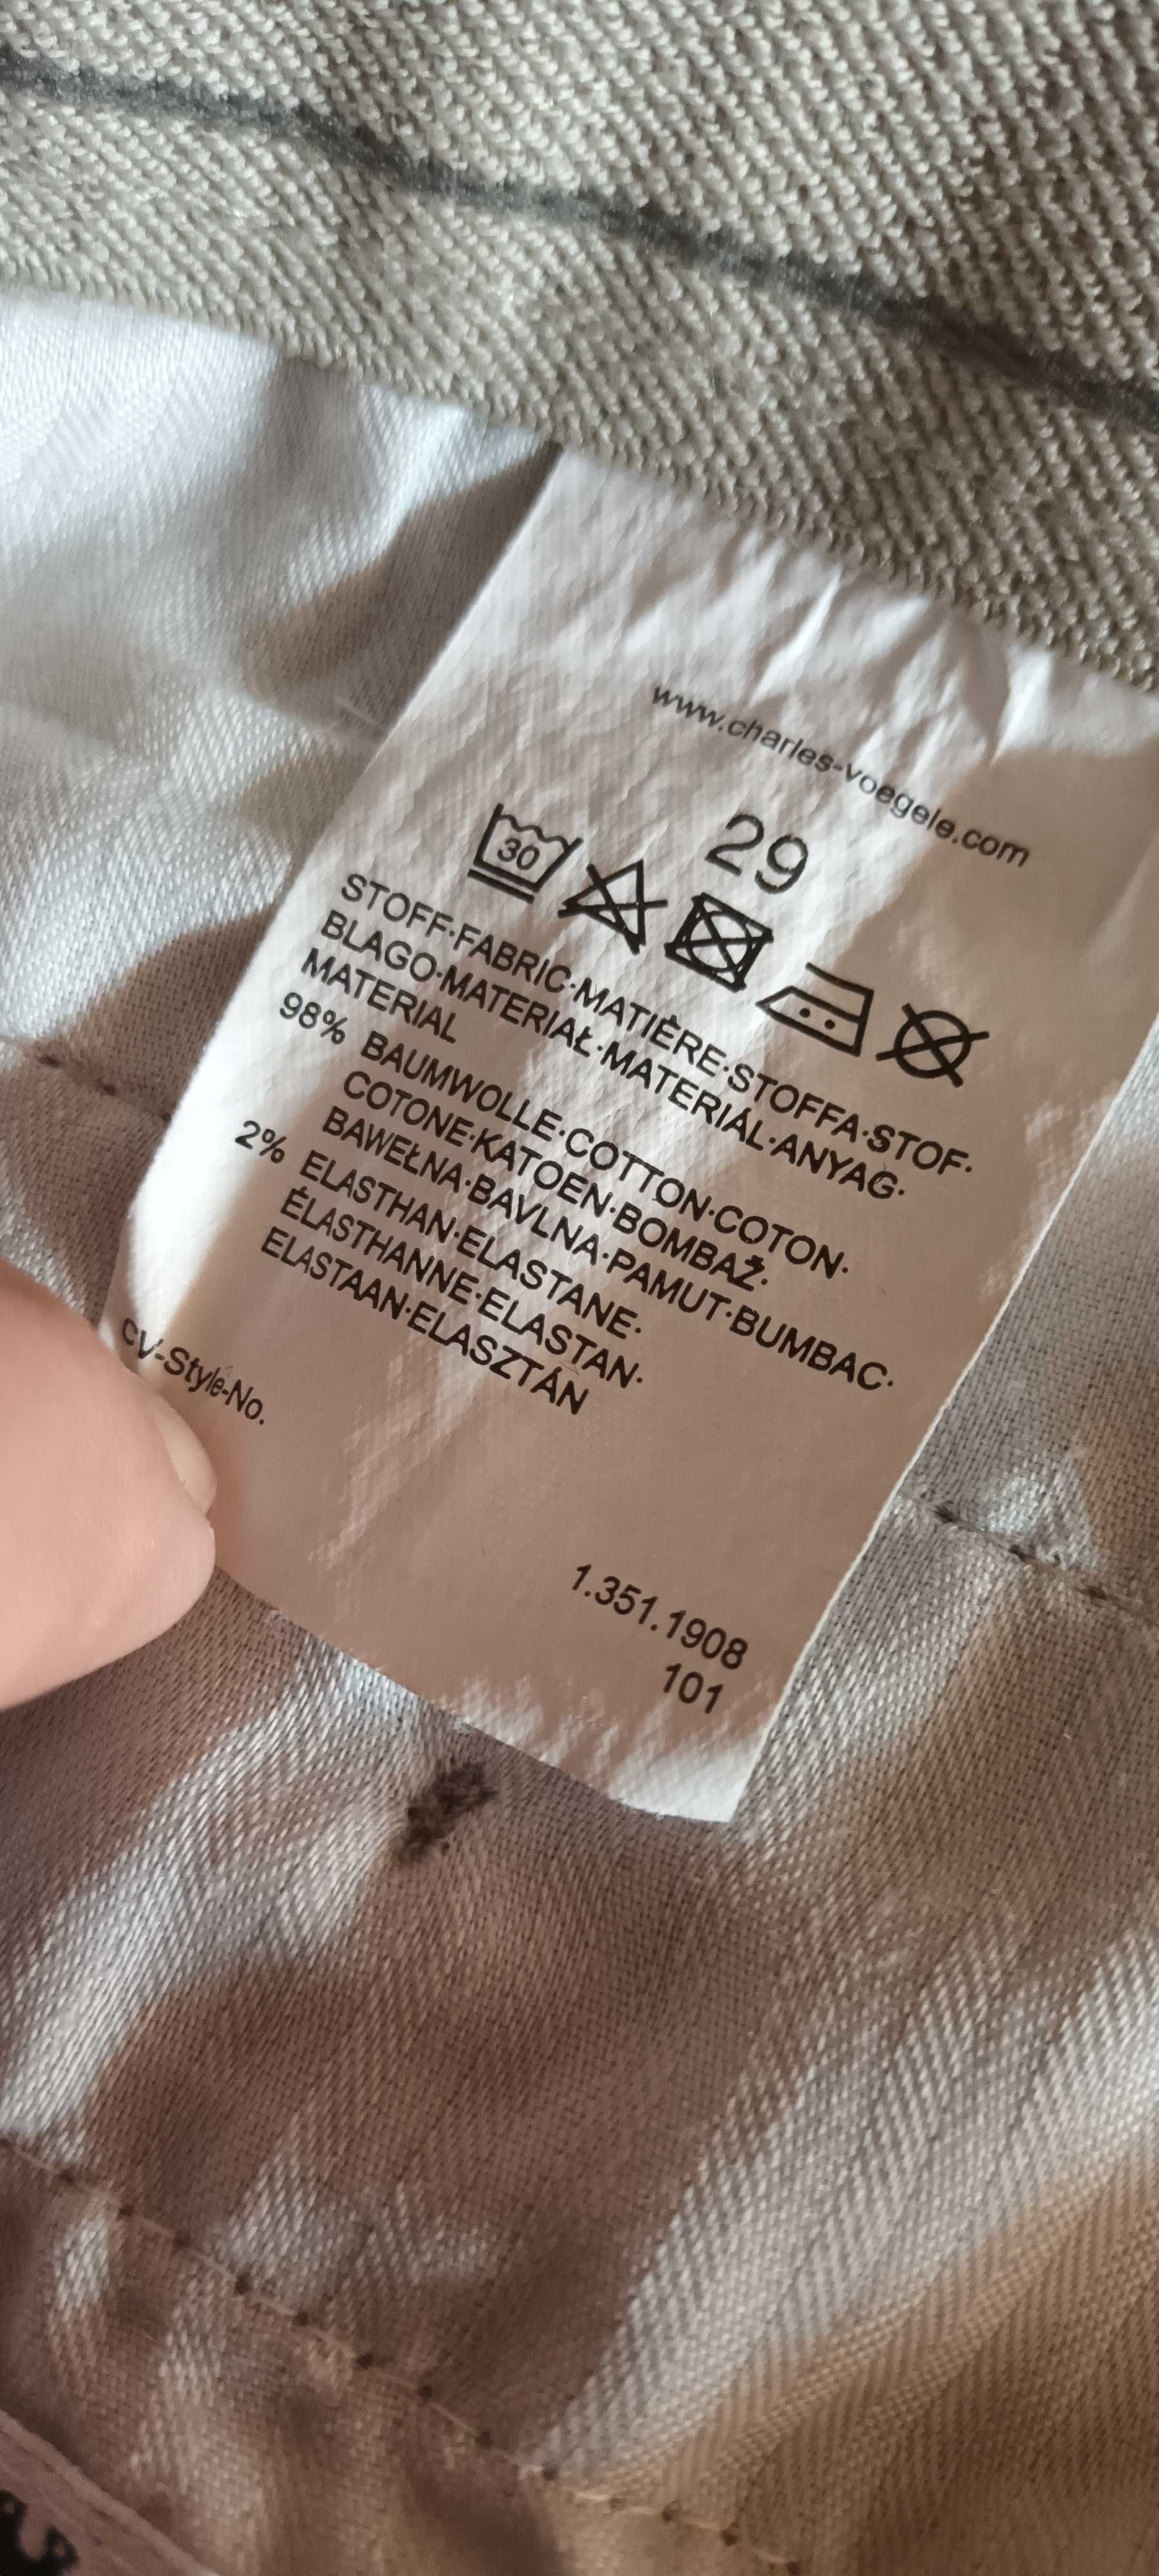 www.charles-voegele.com
29
30
STOFF·FABRIC·MATIÈRE·STOFFA·STOF·
BLAGO·MATERIAŁ·MATERIÁL·ANYAG·
MATERIAL
98% BAUMWOLLE·COTTON·COTON·
COTONE·KATOEN·BOMBAŽ·
BAWEŁNA·BAVLNA·PAMUT·BUMBAC·
2% ELASTHAN·ELASTANE·
ÉLASTHANNE·ELASTAN·
ELASTAAN·ELASZTÁN
CV-Style-No.
1.351.1908
101